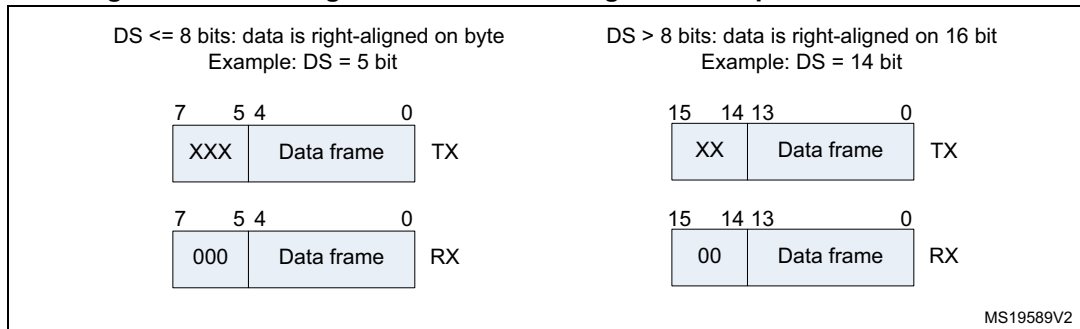 DS <= 8 bits: data is right-aligned on byte
Example: DS = 5 bit
7 5 4 0
XXX Data frame TX
7 5 4 0
000 Data frame RX
DS > 8 bits: data is right-aligned on 16 bit
Example: DS = 14 bit
15 14 13 0
XX Data frame TX
15 14 13 0
00 Data frame RX
MS19589V2